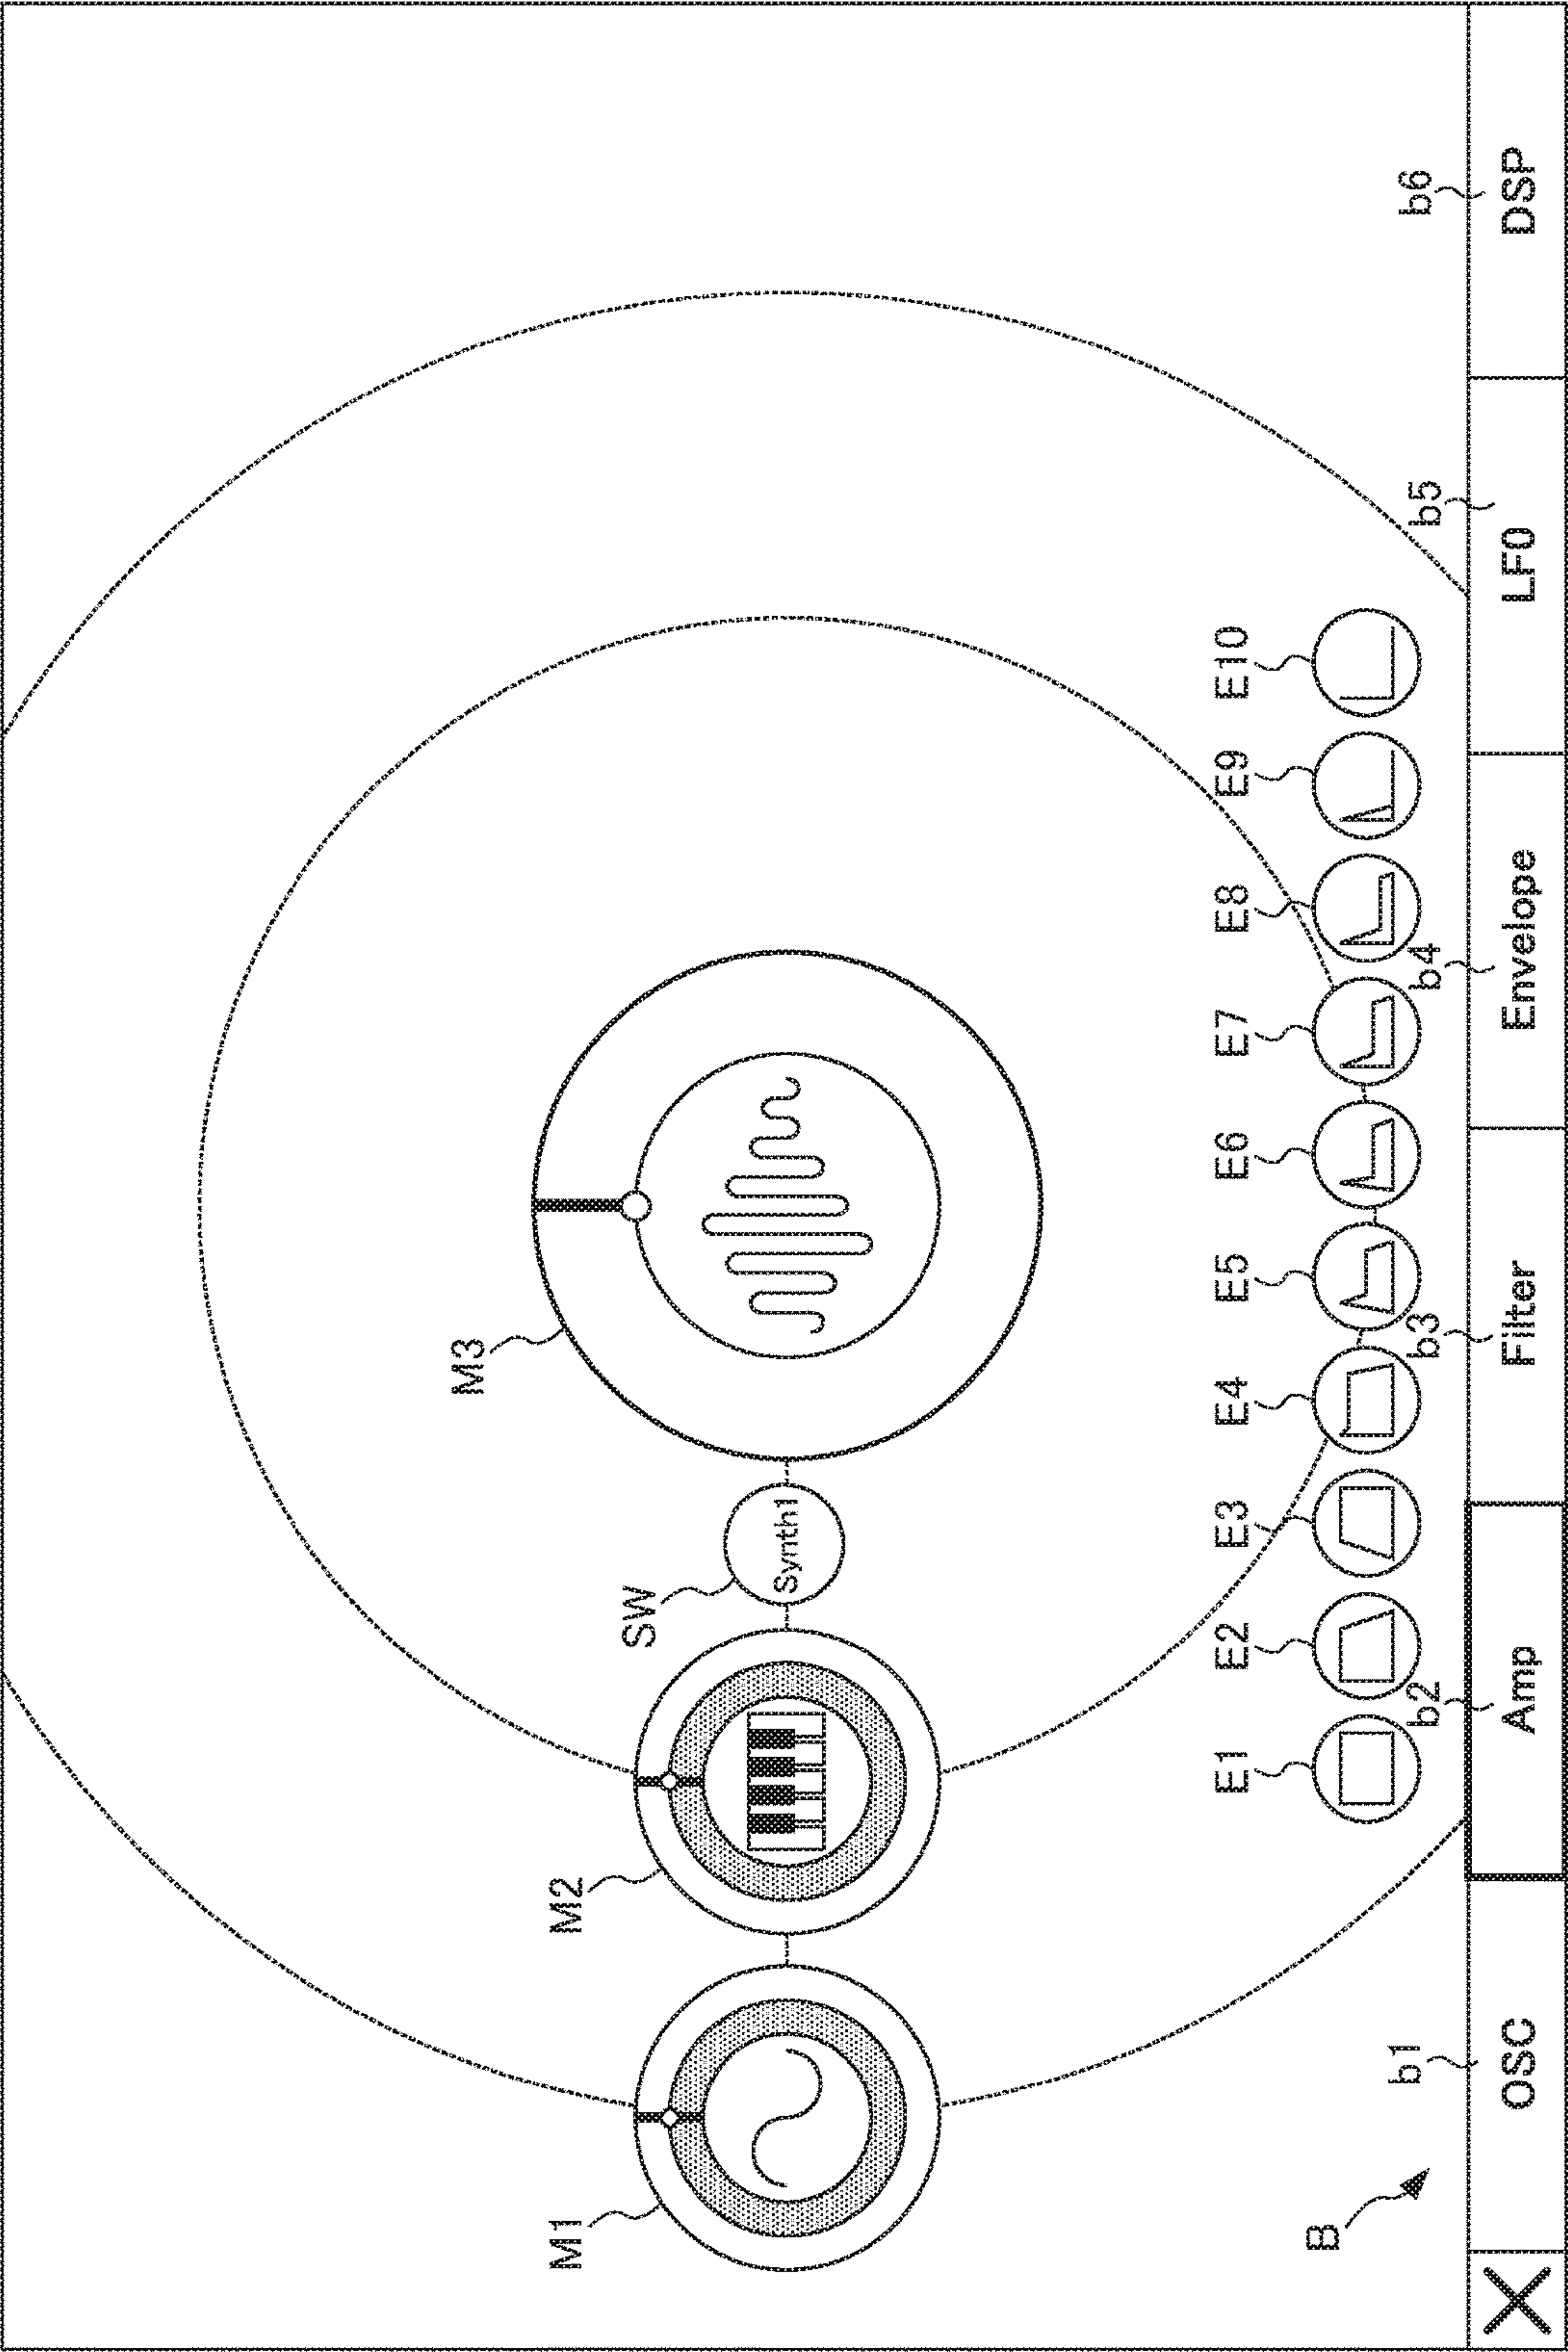 M3
SW
M2
M1
Synth1
E1
E2
E3
E4
E5
E6
E7
E8
E9
E10
B
b1
b2
b3
b4
b5
b6
X
OSC
Amp
Filter
Envelope
LFO
DSP